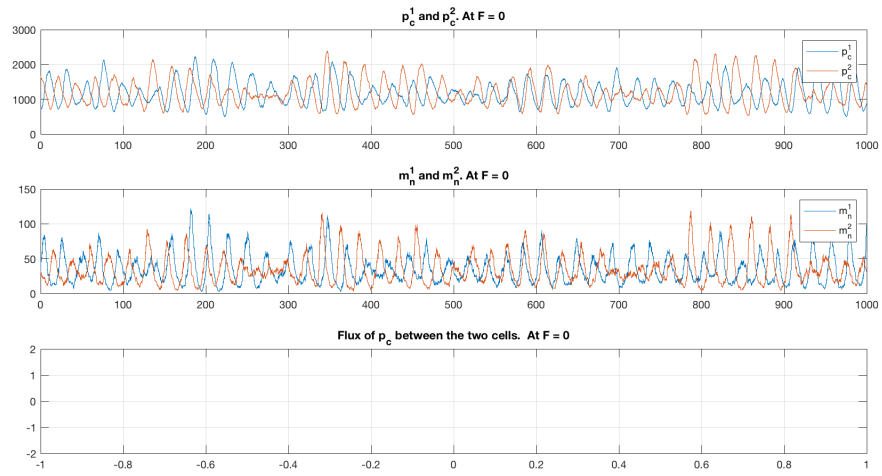 p_c^1 and p_c^2. At F = 0
3000
2000
1000
0
p_c^1
p_c^2
0 100 200 300 400 500 600 700 800 900 1000
m_n^1 and m_n^2. At F = 0
150
100
50
0
m_n^1
m_n^2
0 100 200 300 400 500 600 700 800 900 1000
Flux of p_c between the two cells. At F = 0
2
1
0
-1
-2
-1 -0.8 -0.6 -0.4 -0.2 0 0.2 0.4 0.6 0.8 1